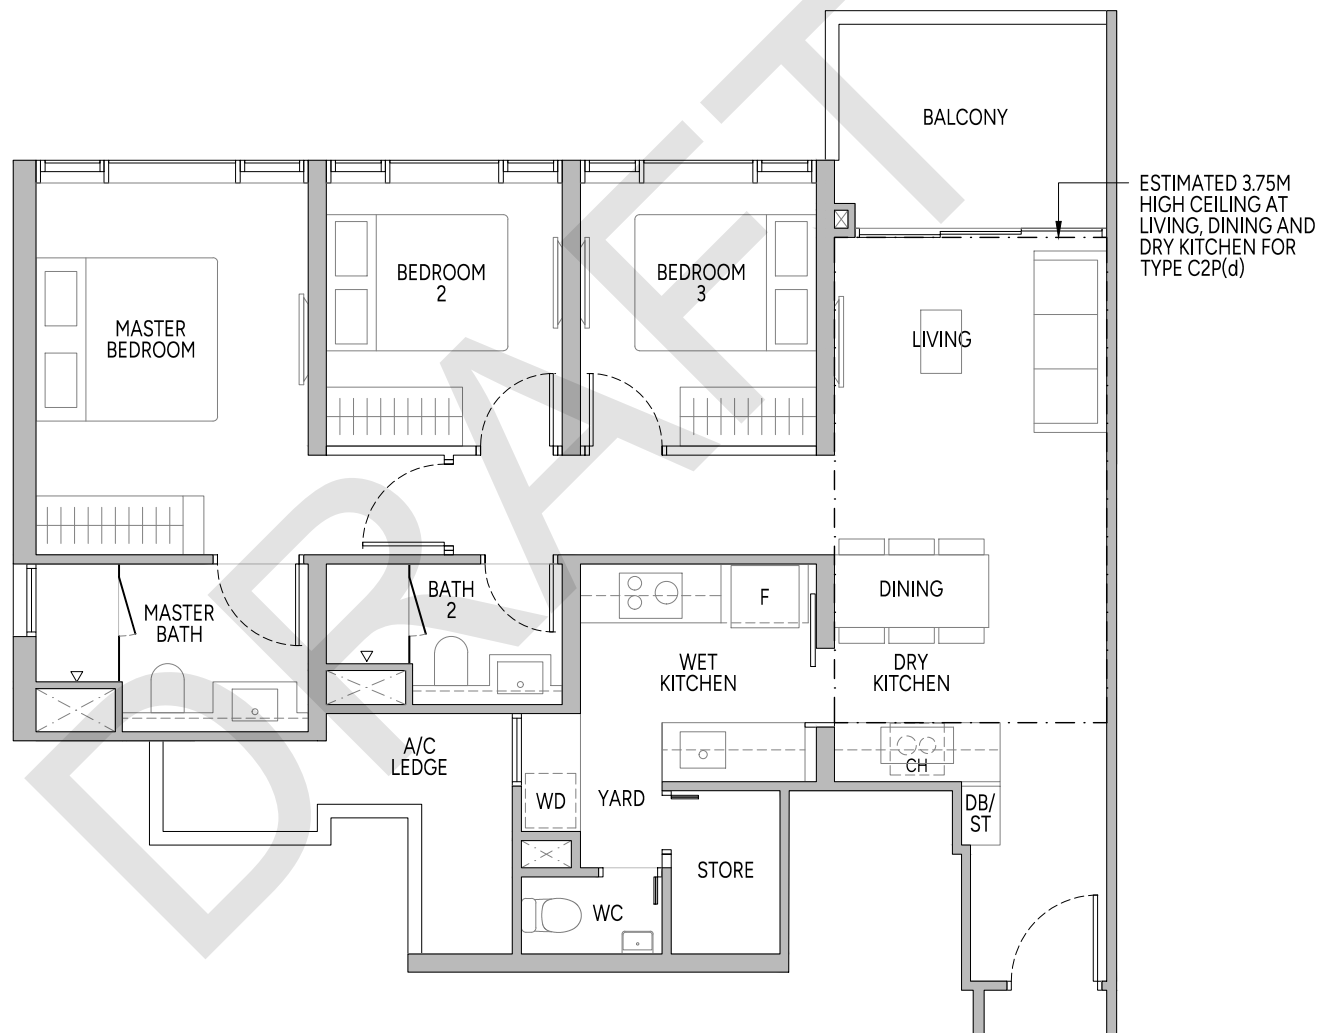 BALCONY
ESTIMATED 3.75M
HIGH CEILING AT
LIVING, DINING AND
DRY KITCHEN FOR
TYPE C2P(d)
MASTER
BEDROOM
BEDROOM
2
BEDROOM
3
LIVING
MASTER
BATH
BATH
2
F
DINING
WET
KITCHEN
DRY
KITCHEN
A/C
LEDGE
WD
YARD
CH
DB/
ST
STORE
WC
DRAFT